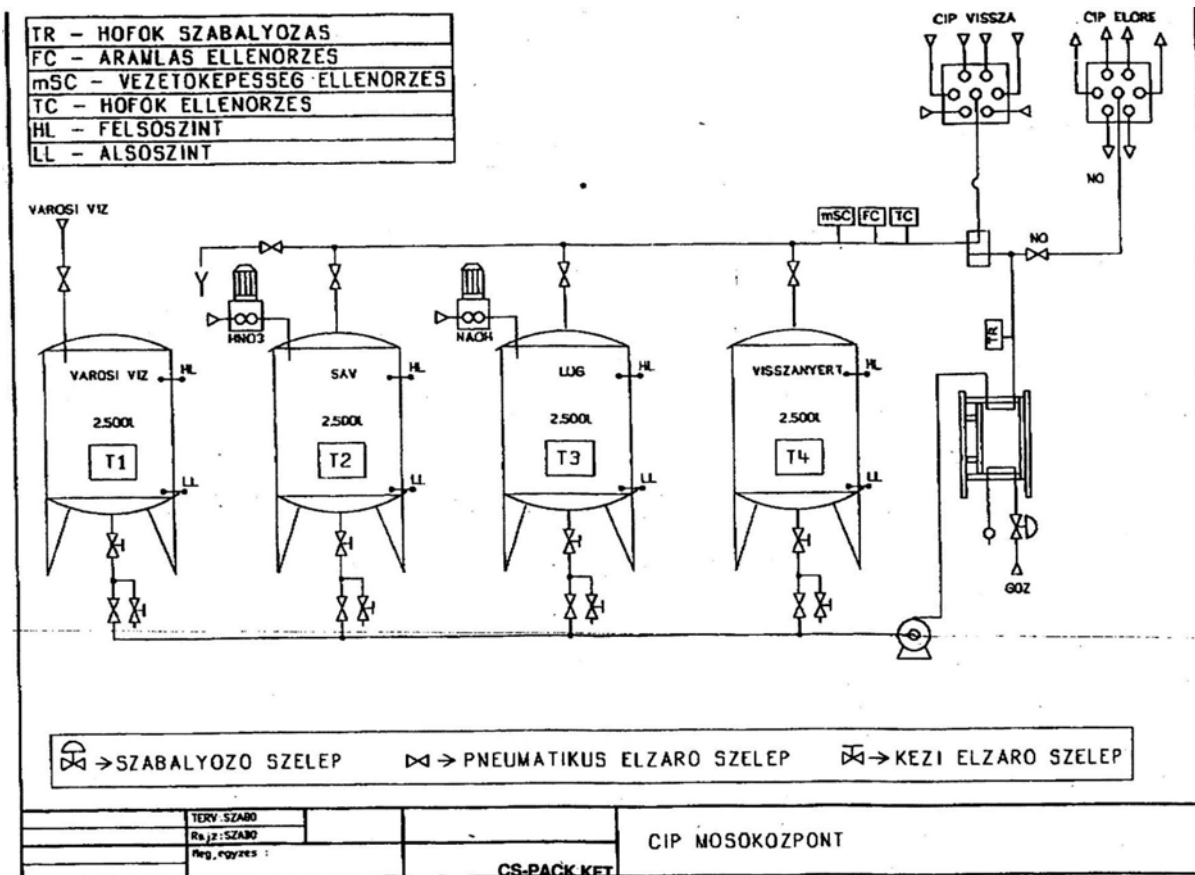 TR - HOFOK SZABALYOZAS
FC - ARAMLAS ELLENORZES
mSC - VEZETOKEPESSEG ELLENORZES
TC - HOFOK ELLENORZES
HL - FELSOSZINT
LL - ALSOSZINT
CIP VISSZA
CIP ELORE
NO
VAROSI VIZ
mSC
FC
TC
NO
HNO3
NAOH
TR
VAROSI VIZ
HL
2.500L
T1
LL
SAV
HL
2.500L
T2
LL
LUG
HL
2.500L
T3
LL
VISSZANYERT
HL
2.500L
T4
LL
GOZ
→SZABALYOZO SZELEP
→PNEUMATIKUS ELZARO SZELEP
→KEZI ELZARO SZELEP
TERV:SZABO
Rajz:SZABO
Meg.egyzes :
CS-PACK KFT
CIP MOSOKOZPONT